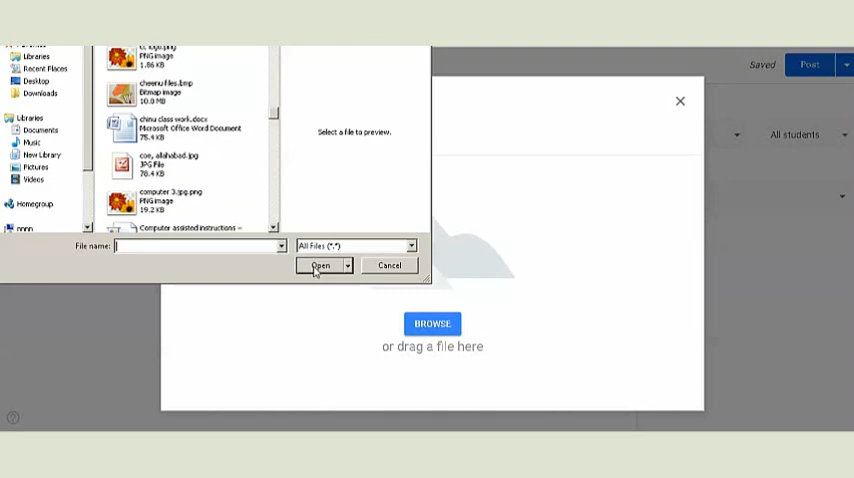 Libraries
Recent Places
Desktop
Downloads
Libraries
Documents
Music
New Library
Pictures
Videos
Homegroup
PNG image
1.86 KB
cheenu files.bmp
Bitmap image
10.0 MB
chinu class work.docx
Microsoft Office Word Document
75.4 KB
coe, allahabad.jpg
JPG File
78.4 KB
computer 3.jpg.png
PNG image
19.2 KB
Computer assisted instructions –
Select a file to preview.
File name:
All Files (*.*)
Open
Cancel
Saved
Post
All students
BROWSE
or drag a file here